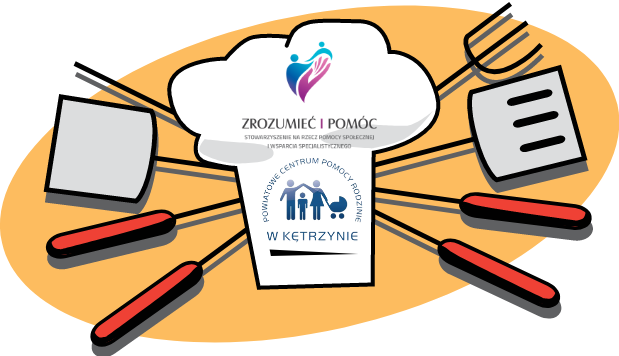 ZROZUMIEĆ I POMÓC
STOWARZYSZENIE NA RZECZ POMOCY SPOŁECZNEJ
I WSPARCIA SPECJALISTYCZNEGO
POWIATOWE CENTRUM POMOCY RODZINIE
W KĘTRZYNIE